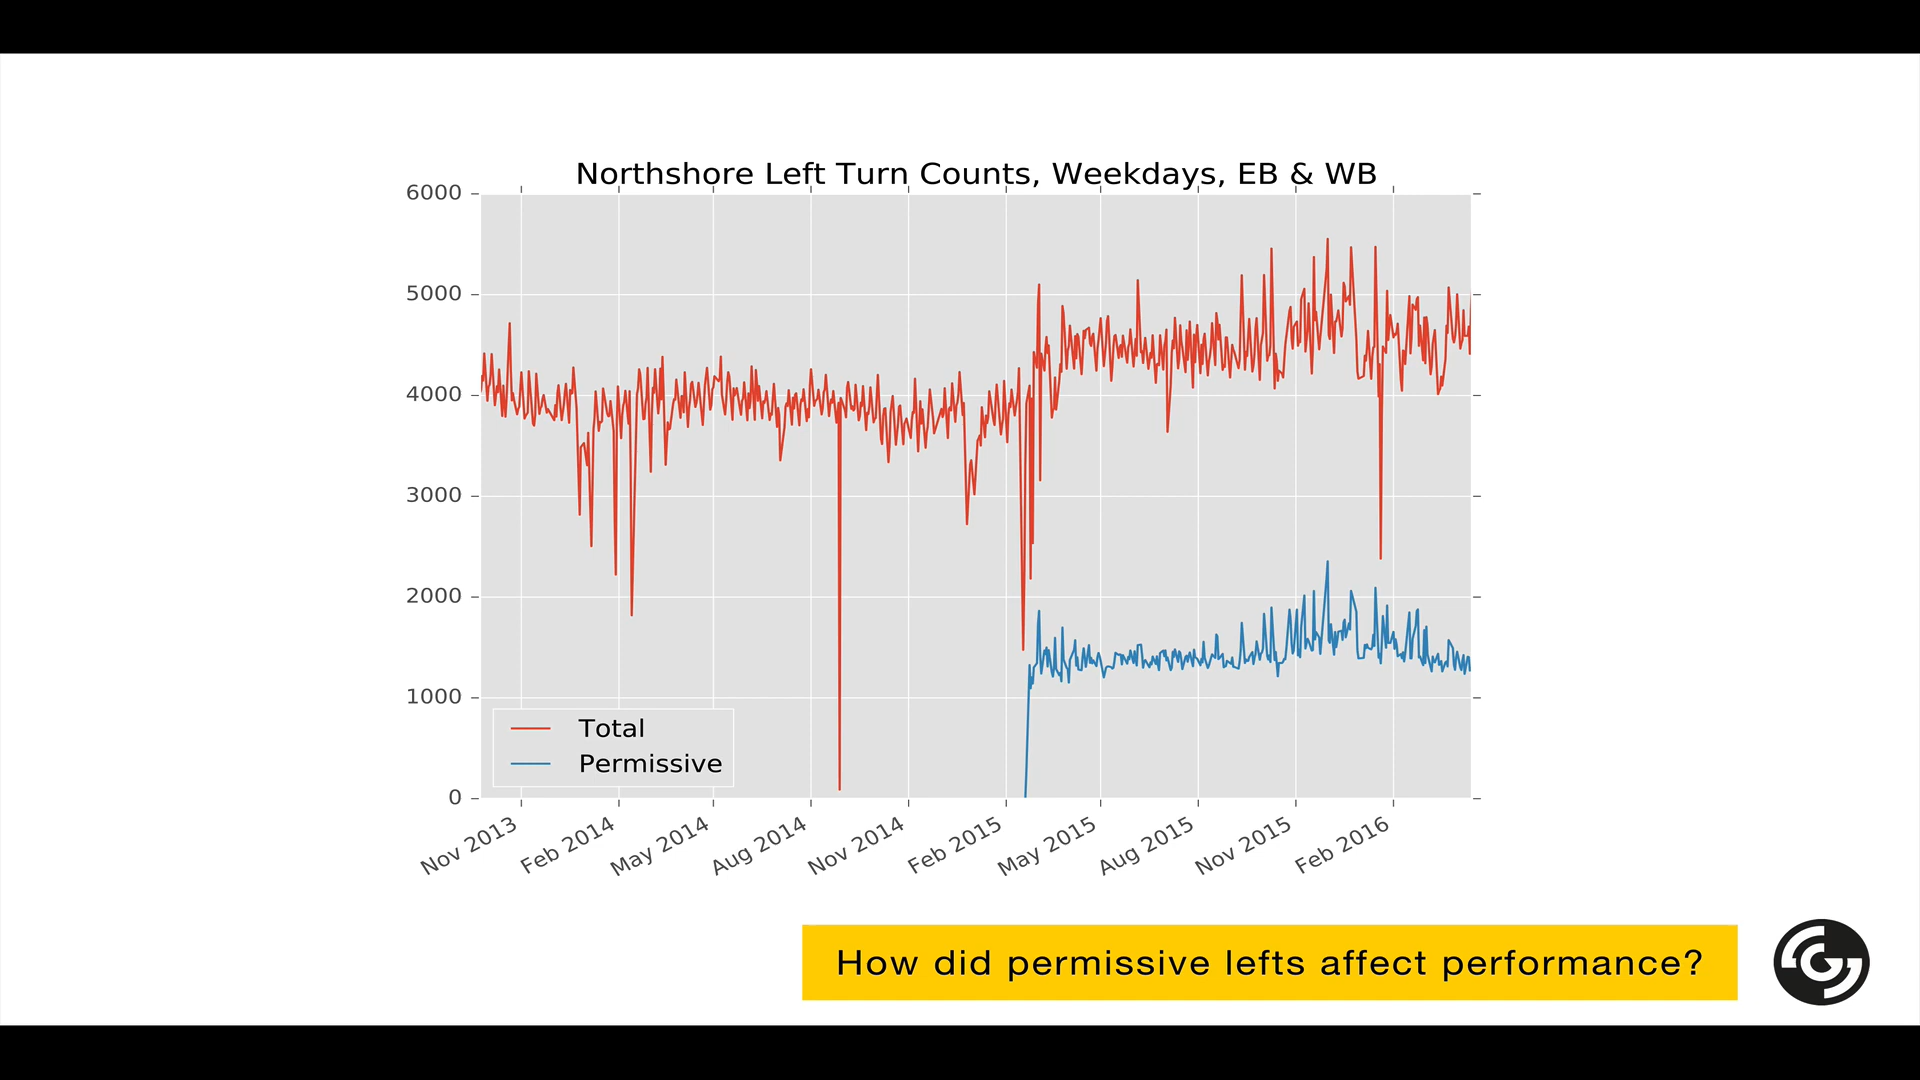 Northshore Left Turn Counts, Weekdays, EB & WB
6000
5000
4000
3000
2000
1000
0
Total
Permissive
Nov 2013
Feb 2014
May 2014
Aug 2014
Nov 2014
Feb 2015
May 2015
Aug 2015
Nov 2015
Feb 2016
How did permissive lefts affect performance?